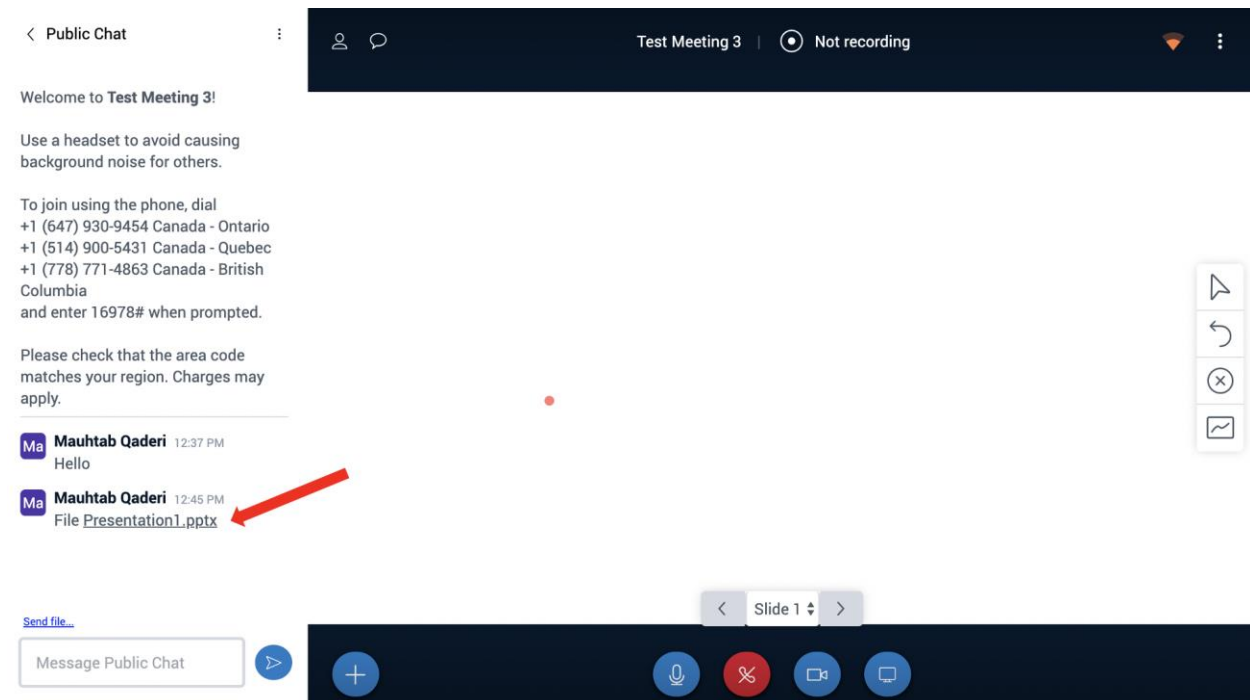 Public Chat
Welcome to Test Meeting 3!
Use a headset to avoid causing
background noise for others.
To join using the phone, dial
+1 (647) 930-9454 Canada - Ontario
+1 (514) 900-5431 Canada - Quebec
+1 (778) 771-4863 Canada - British
Columbia
and enter 16978# when prompted.
Please check that the area code
matches your region. Charges may
apply.
Ma Mauhtab Qaderi 12:37 PM
Hello
Ma Mauhtab Qaderi 12:45 PM
File Presentation1.pptx
Send file...
Message Public Chat
Test Meeting 3 | Not recording
Slide 1